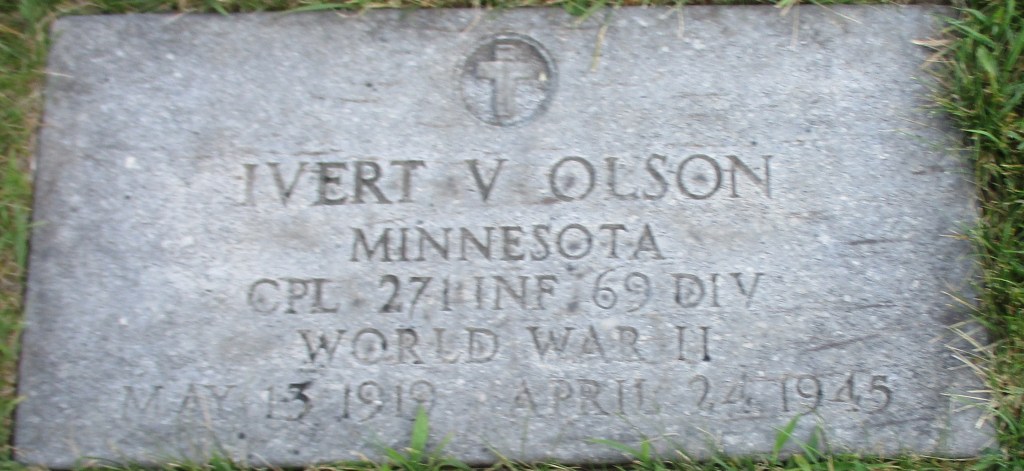 IVERT V OLSON
MINNESOTA
CPL 271 INF 69 DIV
WORLD WAR II
MAY 13 1919 APRIL 24 1945